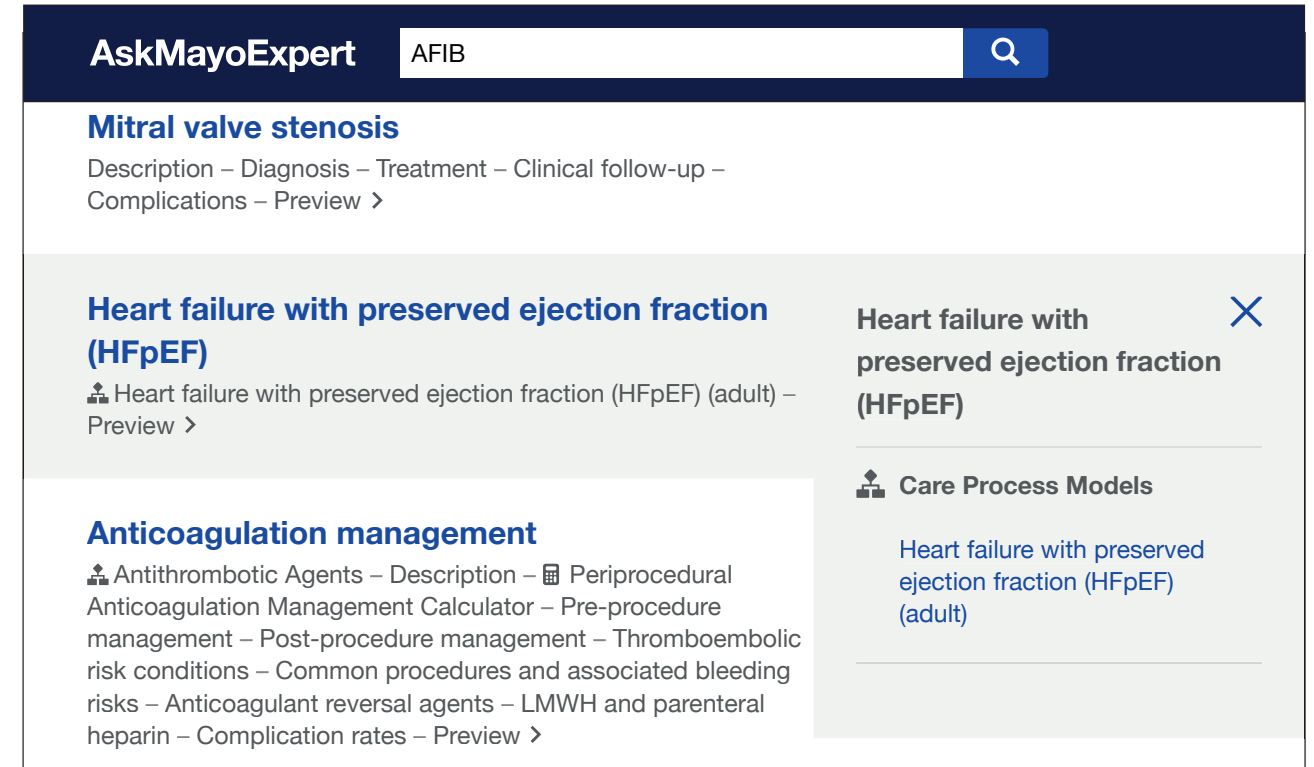 AskMayoExpert
AFIB
Mitral valve stenosis
Description – Diagnosis – Treatment – Clinical follow-up –
Complications – Preview >
Heart failure with preserved ejection fraction
(HFpEF)
Heart failure with preserved ejection fraction (HFpEF) (adult) –
Preview >
Anticoagulation management
Antithrombotic Agents – Description – Periprocedural
Anticoagulation Management Calculator – Pre-procedure
management – Post-procedure management – Thromboembolic
risk conditions – Common procedures and associated bleeding
risks – Anticoagulant reversal agents – LMWH and parenteral
heparin – Complication rates – Preview >
Heart failure with
preserved ejection fraction
(HFpEF)
Care Process Models
Heart failure with preserved
ejection fraction (HFpEF)
(adult)